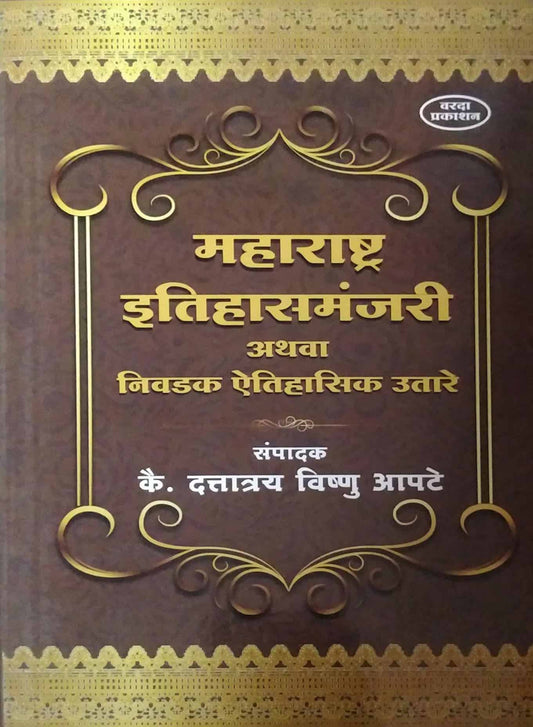 वरदा
प्रकाशन
महाराष्ट्र
इतिहासमंजरी
अथवा
निवडक ऐतिहासिक उतारे
संपादक
कै. दत्तात्रय विष्णु आपटे